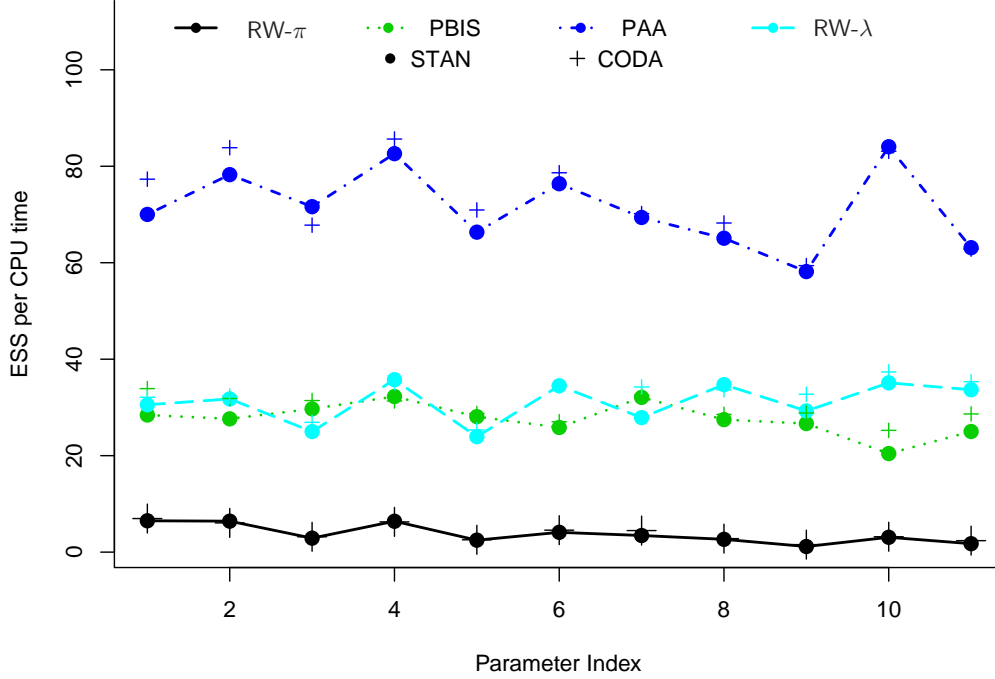 RW-π PBIS PAA RW-λ
STAN CODA
ESS per CPU time
100
80
60
40
20
0
2 4 6 8 10
Parameter Index